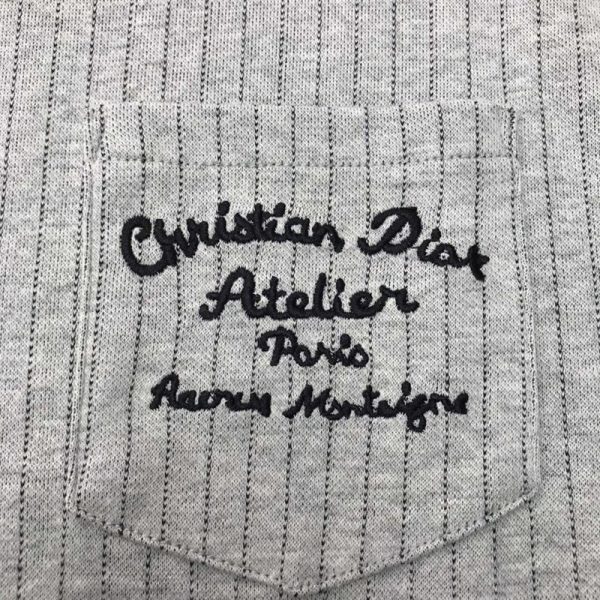 Christian Dior
Atelier
Paris
Avenue Montaigne